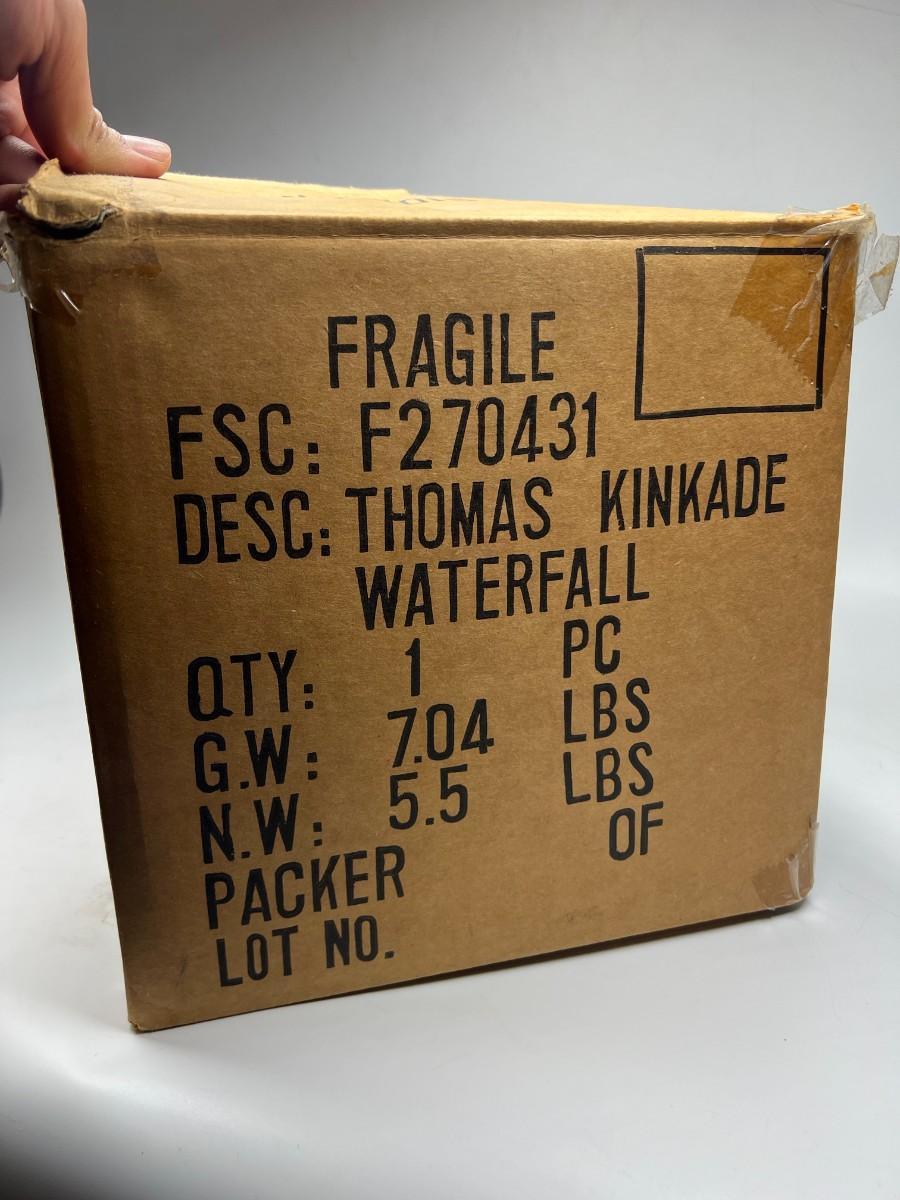 FRAGILE
FSC: F270431
DESC: THOMAS KINKADE
WATERFALL
QTY: 1 PC
G.W: 7.04 LBS
N.W: 5.5 LBS
PACKER OF
LOT NO.